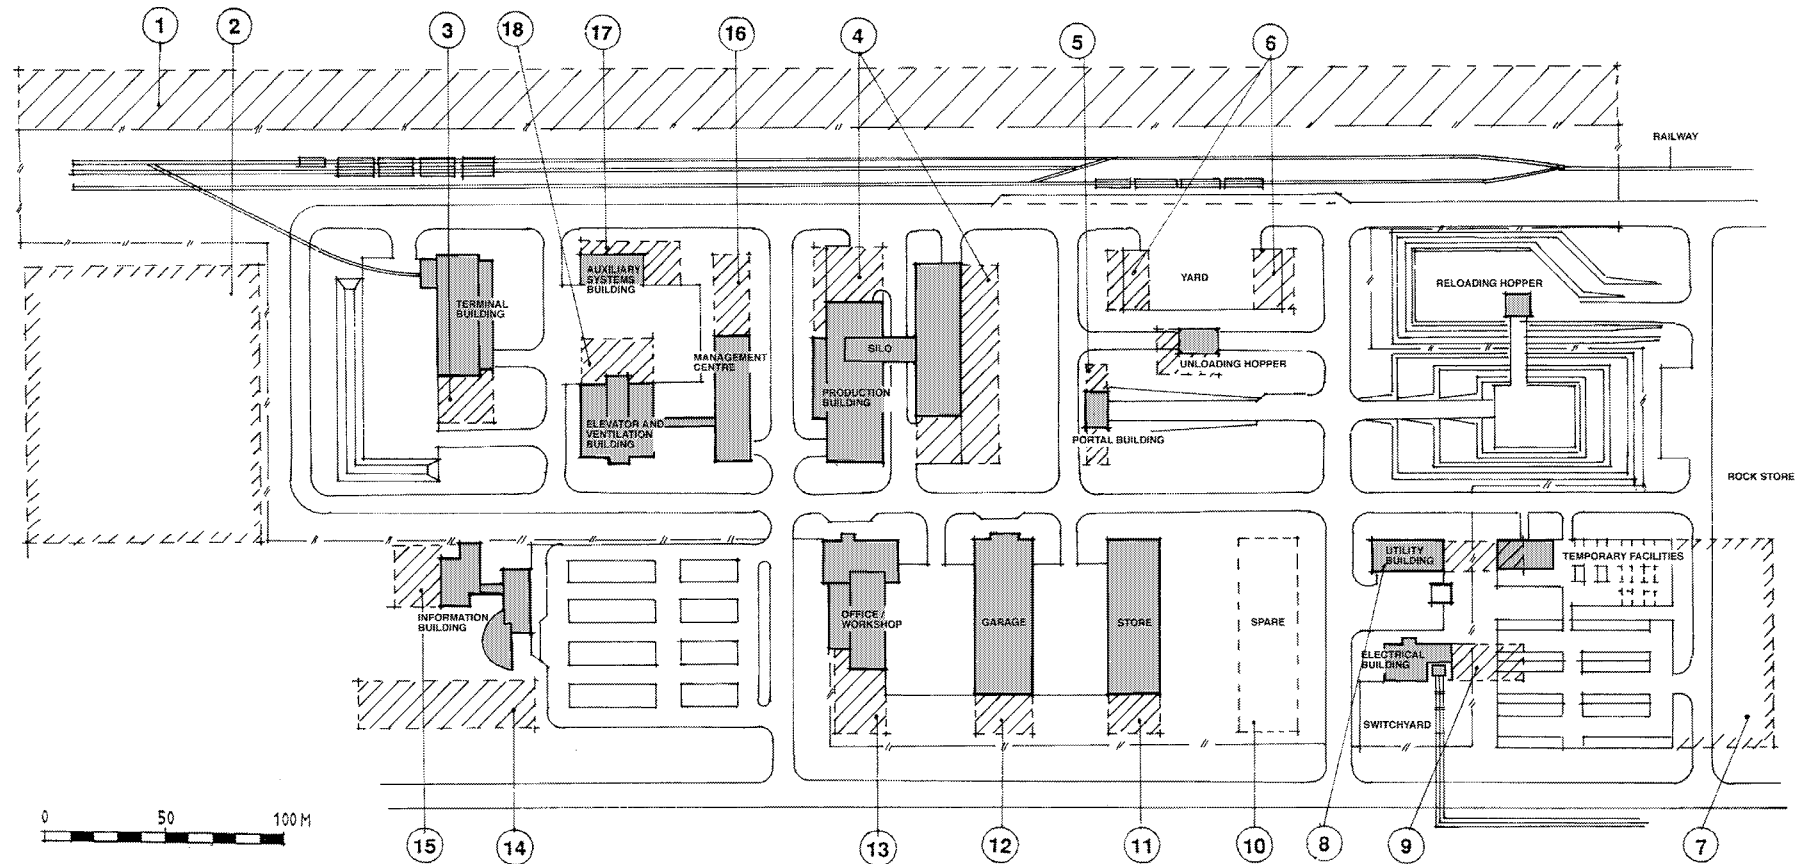 1
2
3
18
17
16
4
5
6
RAILWAY
AUXILIARY
SYSTEMS
BUILDING
TERMINAL
BUILDING
YARD
RELOADING HOPPER
SILO
MANAGEMENT
CENTRE
UNLOADING HOPPER
PRODUCTION
BUILDING
ELEVATOR AND
VENTILATION
BUILDING
PORTAL BUILDING
ROCK STORE
UTILITY
BUILDING
TEMPORARY FACILITIES
INFORMATION
BUILDING
OFFICE /
WORKSHOP
GARAGE
STORE
SPARE
ELECTRICAL
BUILDING
SWITCHYARD
0
50
100 M
15
14
13
12
11
10
8
9
7